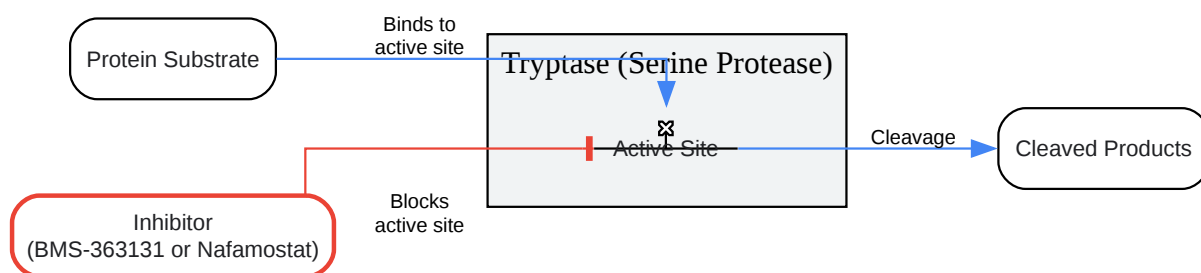 Binds to
active site
Protein Substrate
Tryptase (Serine Protease)
Active Site
Cleavage
Cleaved Products
Blocks
active site
Inhibitor
(BMS-363131 or Nafamostat)